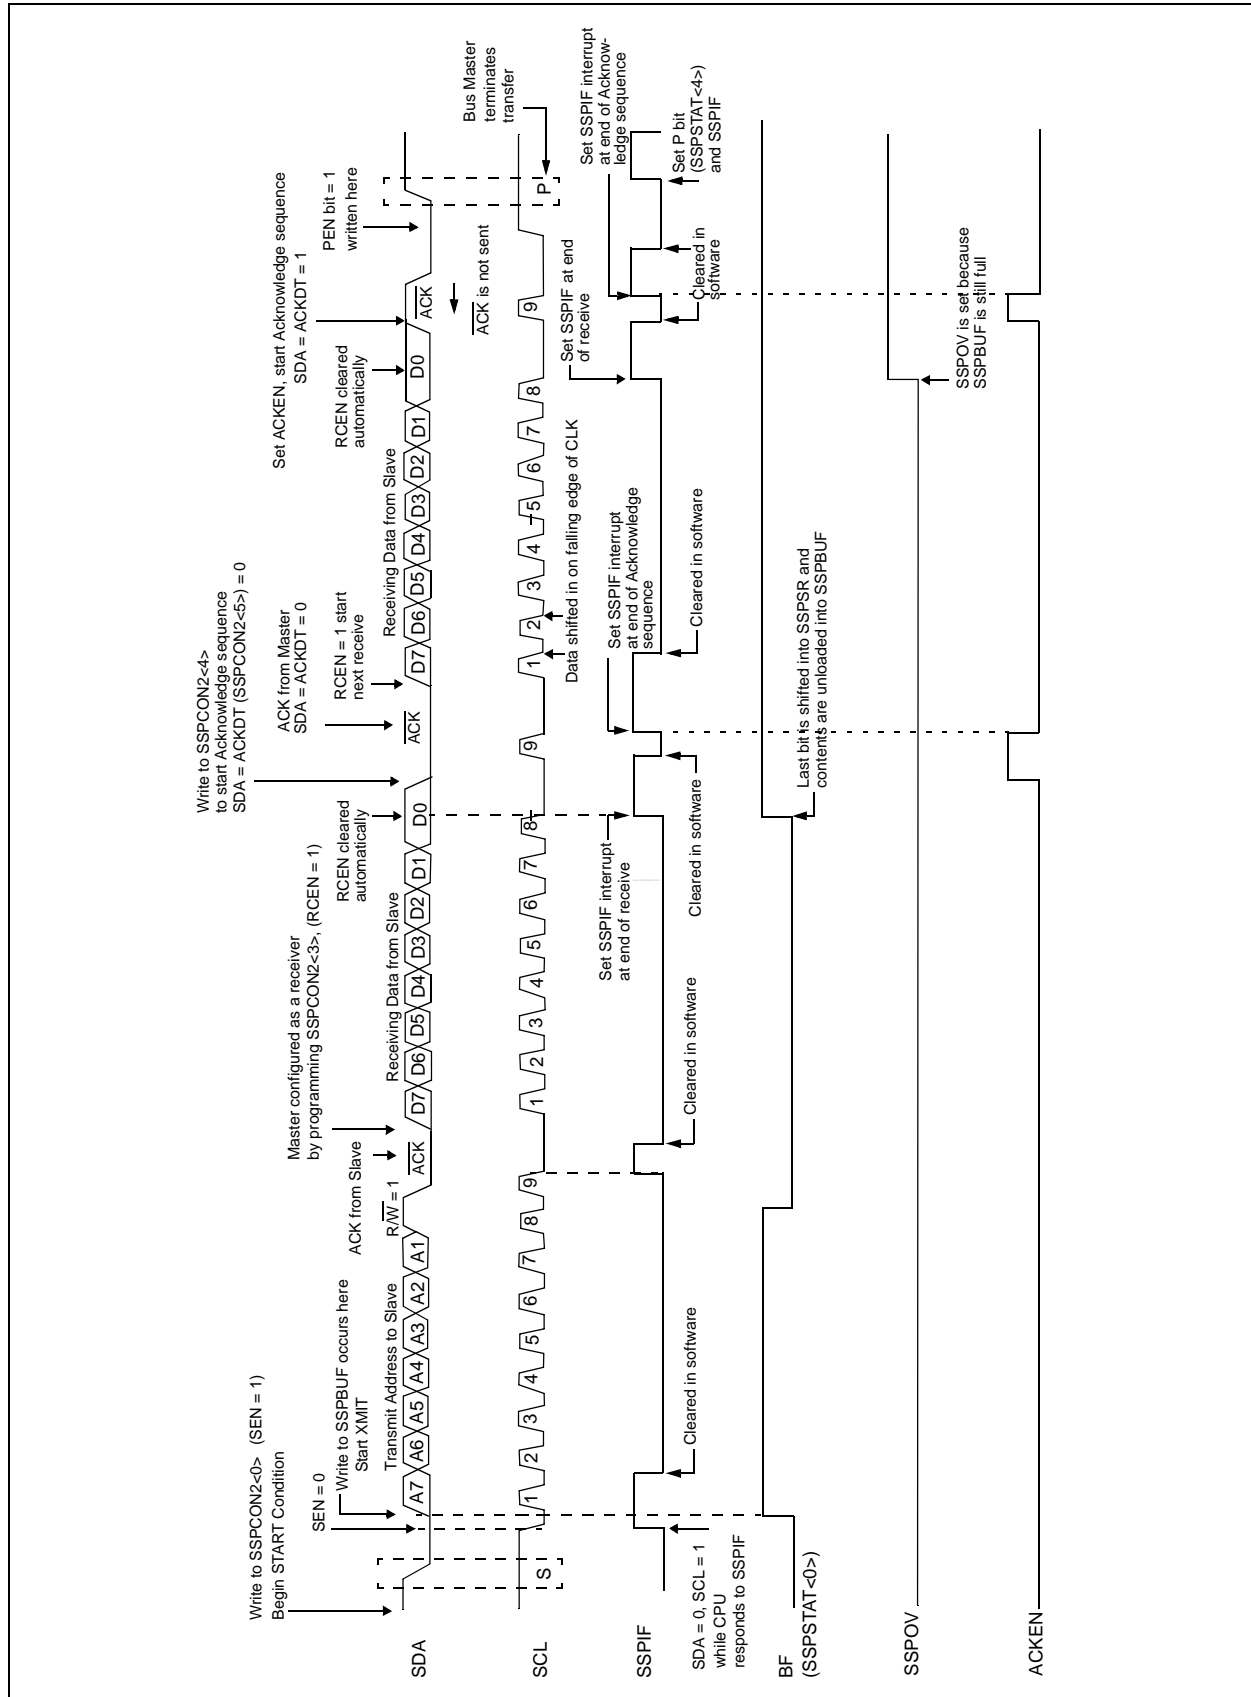 Write to SSPCON2<0> (SEN = 1)
Begin START Condition
SEN = 0
Write to SSPBUF occurs here
Start XMIT
Transmit Address to Slave
R/W = 1
ACK from Slave
Master configured as a receiver
by programming SSPCON2<3>, (RCEN = 1)
Receiving Data from Slave
RCEN cleared
automatically
Write to SSPCON2<4>
to start Acknowledge sequence
SDA = ACKDT (SSPCON2<5>) = 0
ACK from Master
SDA = ACKDT = 0
RCEN = 1 start
next receive
Receiving Data from Slave
RCEN cleared
automatically
Set ACKEN, start Acknowledge sequence
SDA = ACKDT = 1
PEN bit = 1
written here
SDA
A7 A6 A5 A4 A3 A2 A1
ACK
D7 D6 D5 D4 D3 D2 D1 D0
ACK
D7 D6 D5 D4 D3 D2 D1 D0
ACK
ACK is not sent
Bus Master
terminates
transfer
SCL
S
1 2 3 4 5 6 7 8 9
1 2 3 4 5 6 7 8 9
1 2 3 4 5 6 7 8 9
P
Data shifted in on falling edge of CLK
SSPIF
SDA = 0, SCL = 1
while CPU
responds to SSPIF
Cleared in software
Cleared in software
Set SSPIF interrupt
at end of receive
Cleared in software
Set SSPIF interrupt
at end of Acknowledge
sequence
Cleared in software
Set SSPIF at end
of receive
Cleared in
software
Set SSPIF interrupt
at end of Acknow-
ledge sequence
Set P bit
(SSPSTAT<4>)
and SSPIF
BF
(SSPSTAT<0>)
Last bit is shifted into SSPSR and
contents are unloaded into SSPBUF
SSPOV
SSPOV is set because
SSPBUF is still full
ACKEN